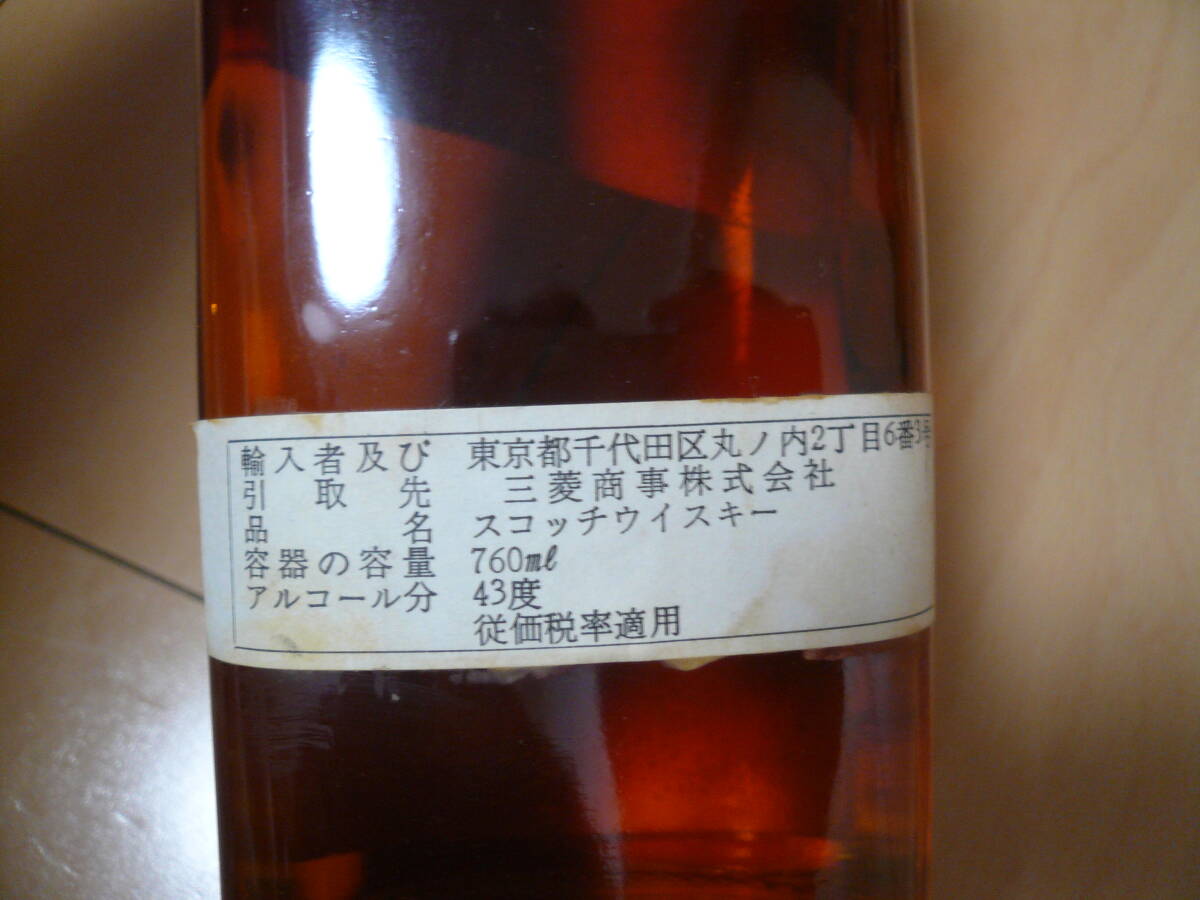 輸入者及び 東京都千代田区丸ノ内2丁目6番3号
引取先 三菱商事株式会社
品名 スコッチウイスキー
容器の容量 760㎖
アルコール分 43度
従価税率適用